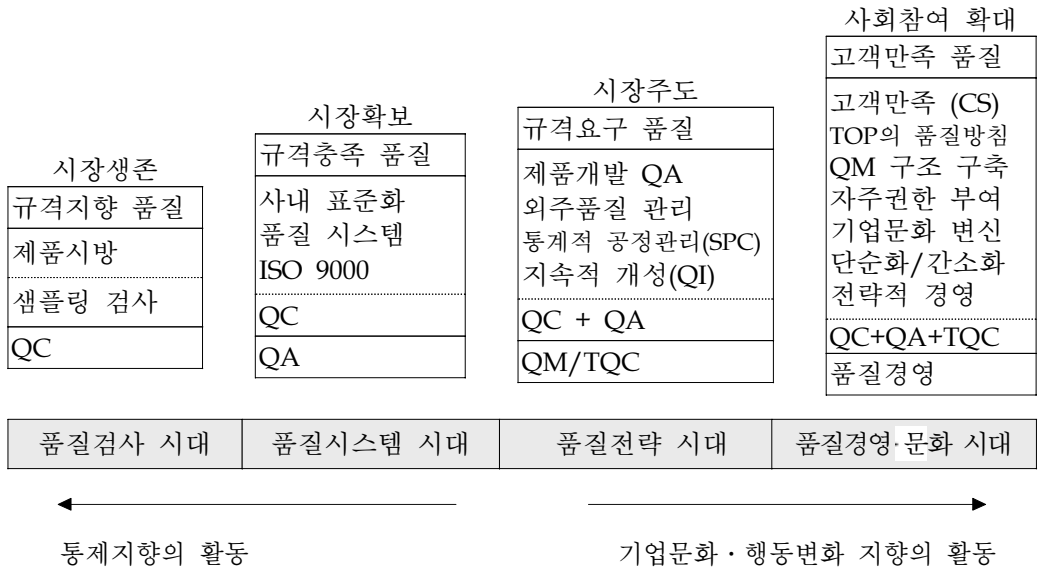 시장생존
규격지향 품질
제품시방
샘플링 검사
QC
시장확보
규격충족 품질
사내 표준화
품질 시스템
ISO 9000
QC
QA
시장주도
규격요구 품질
제품개발 QA
외주품질 관리
통계적 공정관리(SPC)
지속적 개성(QI)
QC + QA
QM/TQC
사회참여 확대
고객만족 품질
고객만족 (CS)
TOP의 품질방침
QM 구조 구축
자주권한 부여
기업문화 변신
단순화/간소화
전략적 경영
QC+QA+TQC
품질경영
품질검사 시대
품질시스템 시대
품질전략 시대
품질경영·문화 시대
통제지향의 활동
기업문화·행동변화 지향의 활동